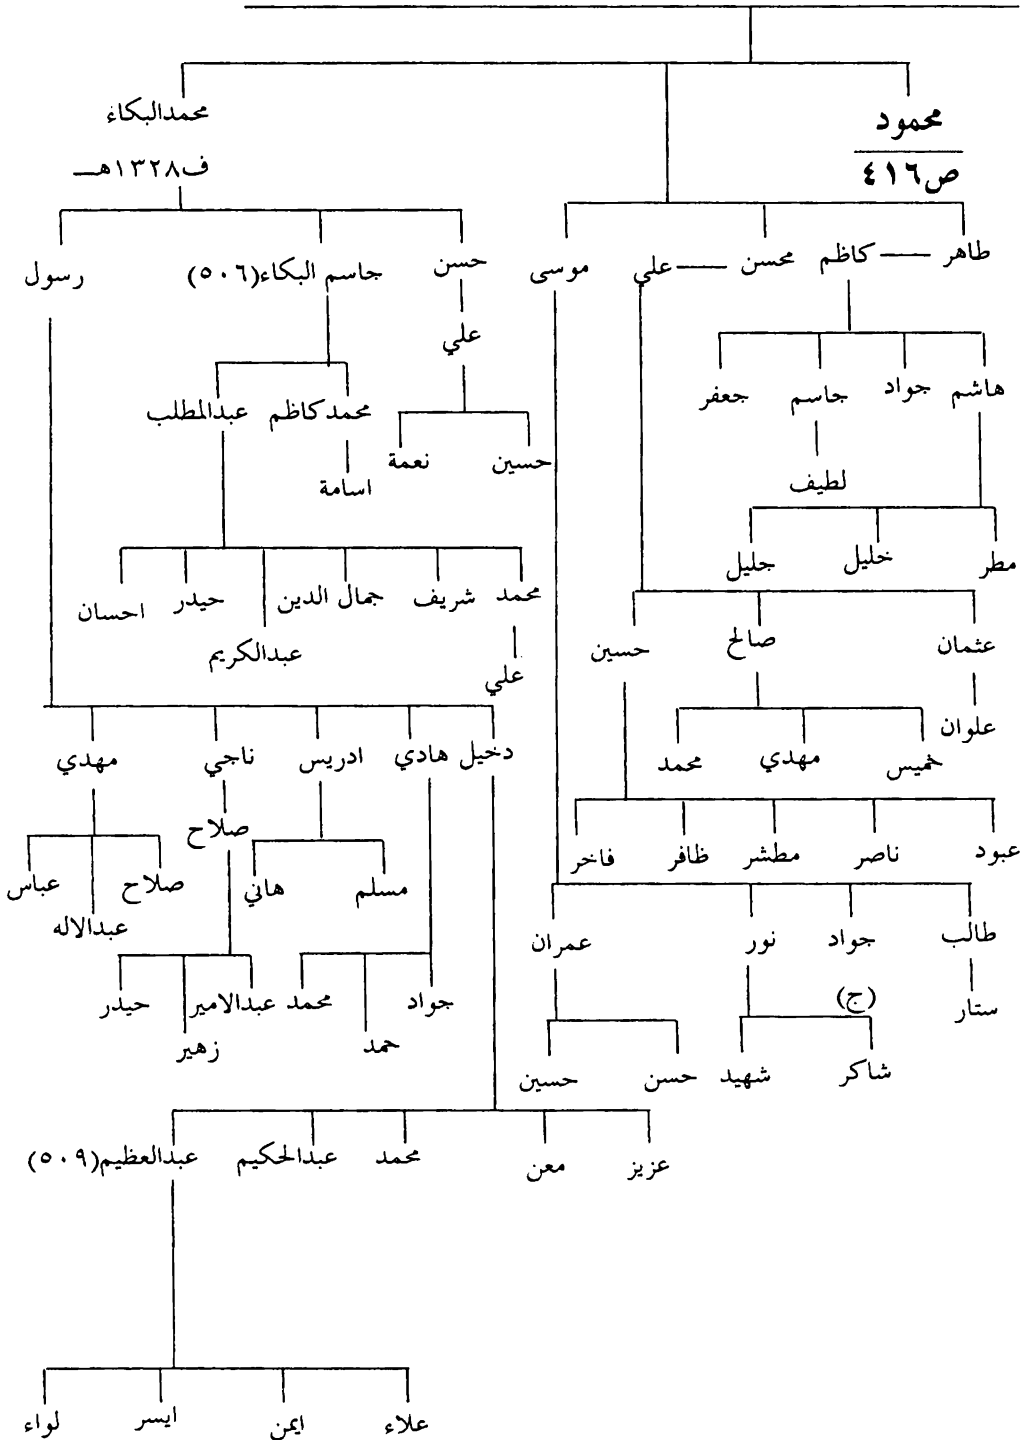 محمود
محمدالبكاء
ص٤١٦
ف١٣٢٨هـ
طاهر — كاظم
محسن — علي
موسى
حسن
جاسم البكاء(٥٠٦)
رسول
علي
هاشم
جواد
جاسم
جعفر
محمدكاظم
عبدالمطلب
حسين
نعمة
لطيف
اسامة
مطر
خليل
جليل
محمد
شريف
جمال الدين
حيدر
احسان
عبدالكريم
عثمان
صالح
حسين
علي
علوان
خميس
مهدي
محمد
دخيل
هادي
ادريس
ناجي
مهدي
صلاح
عبود
ناصر
مطشر
ظافر
فاخر
مسلم
هاني
صلاح
عباس
عبدالاله
طالب
جواد
نور
عمران
ستار
(ج)
جواد
محمد
عبدالامير
حيدر
حمد
زهير
شاكر
شهيد
حسن
حسين
عزيز
معن
محمد
عبدالحكيم
عبدالعظيم(٥٠٩)
علاء
ايمن
ايسر
لواء